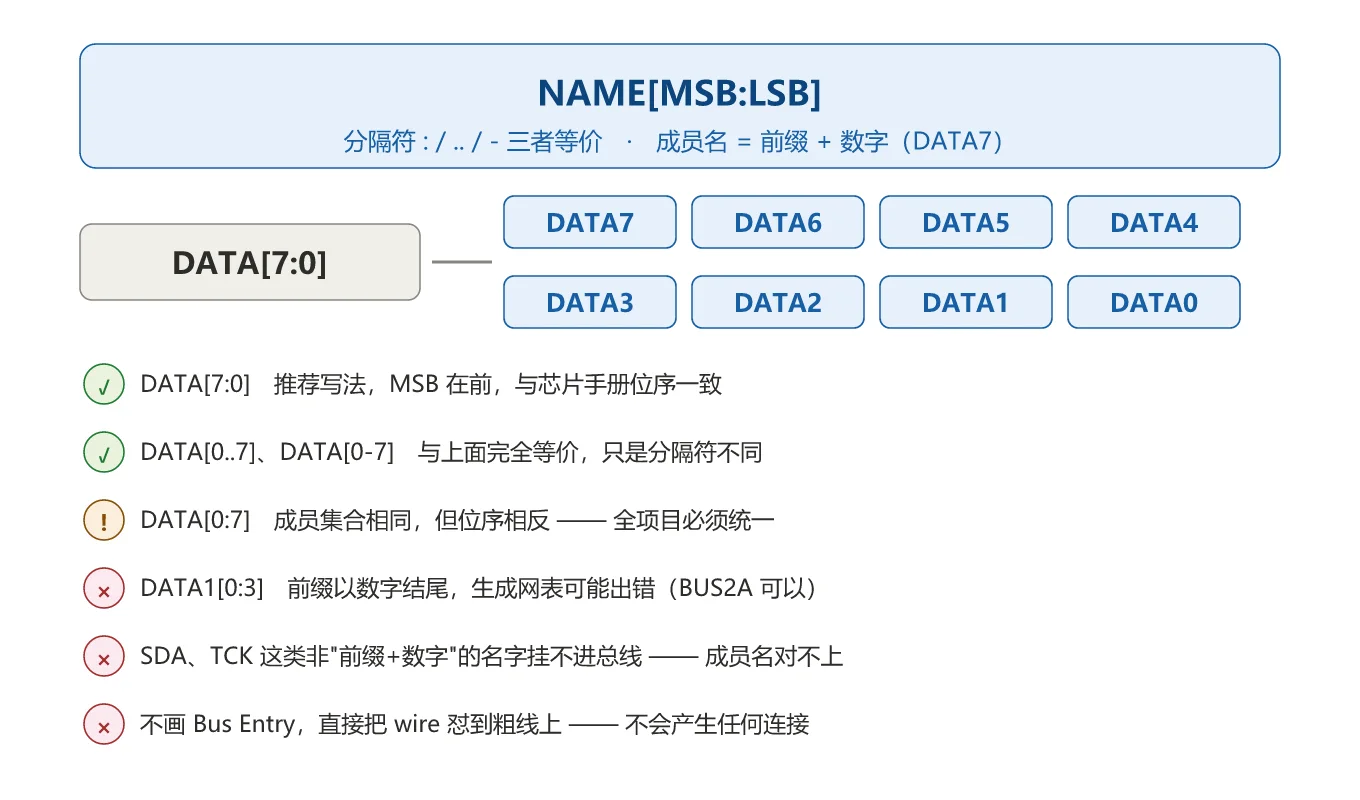 NAME[MSB:LSB]
分隔符 : / .. / - 三者等价 · 成员名 = 前缀 + 数字（DATA7）
DATA[7:0]
DATA7 DATA6 DATA5 DATA4
DATA3 DATA2 DATA1 DATA0
✓ DATA[7:0] 推荐写法，MSB 在前，与芯片手册位序一致
✓ DATA[0..7]、DATA[0-7] 与上面完全等价，只是分隔符不同
! DATA[0:7] 成员集合相同，但位序相反 —— 全项目必须统一
× DATA1[0:3] 前缀以数字结尾，生成网表可能出错（BUS2A 可以）
× SDA、TCK 这类非"前缀+数字"的名字挂不进总线 —— 成员名对不上
× 不画 Bus Entry，直接把 wire 怼到粗线上 —— 不会产生任何连接